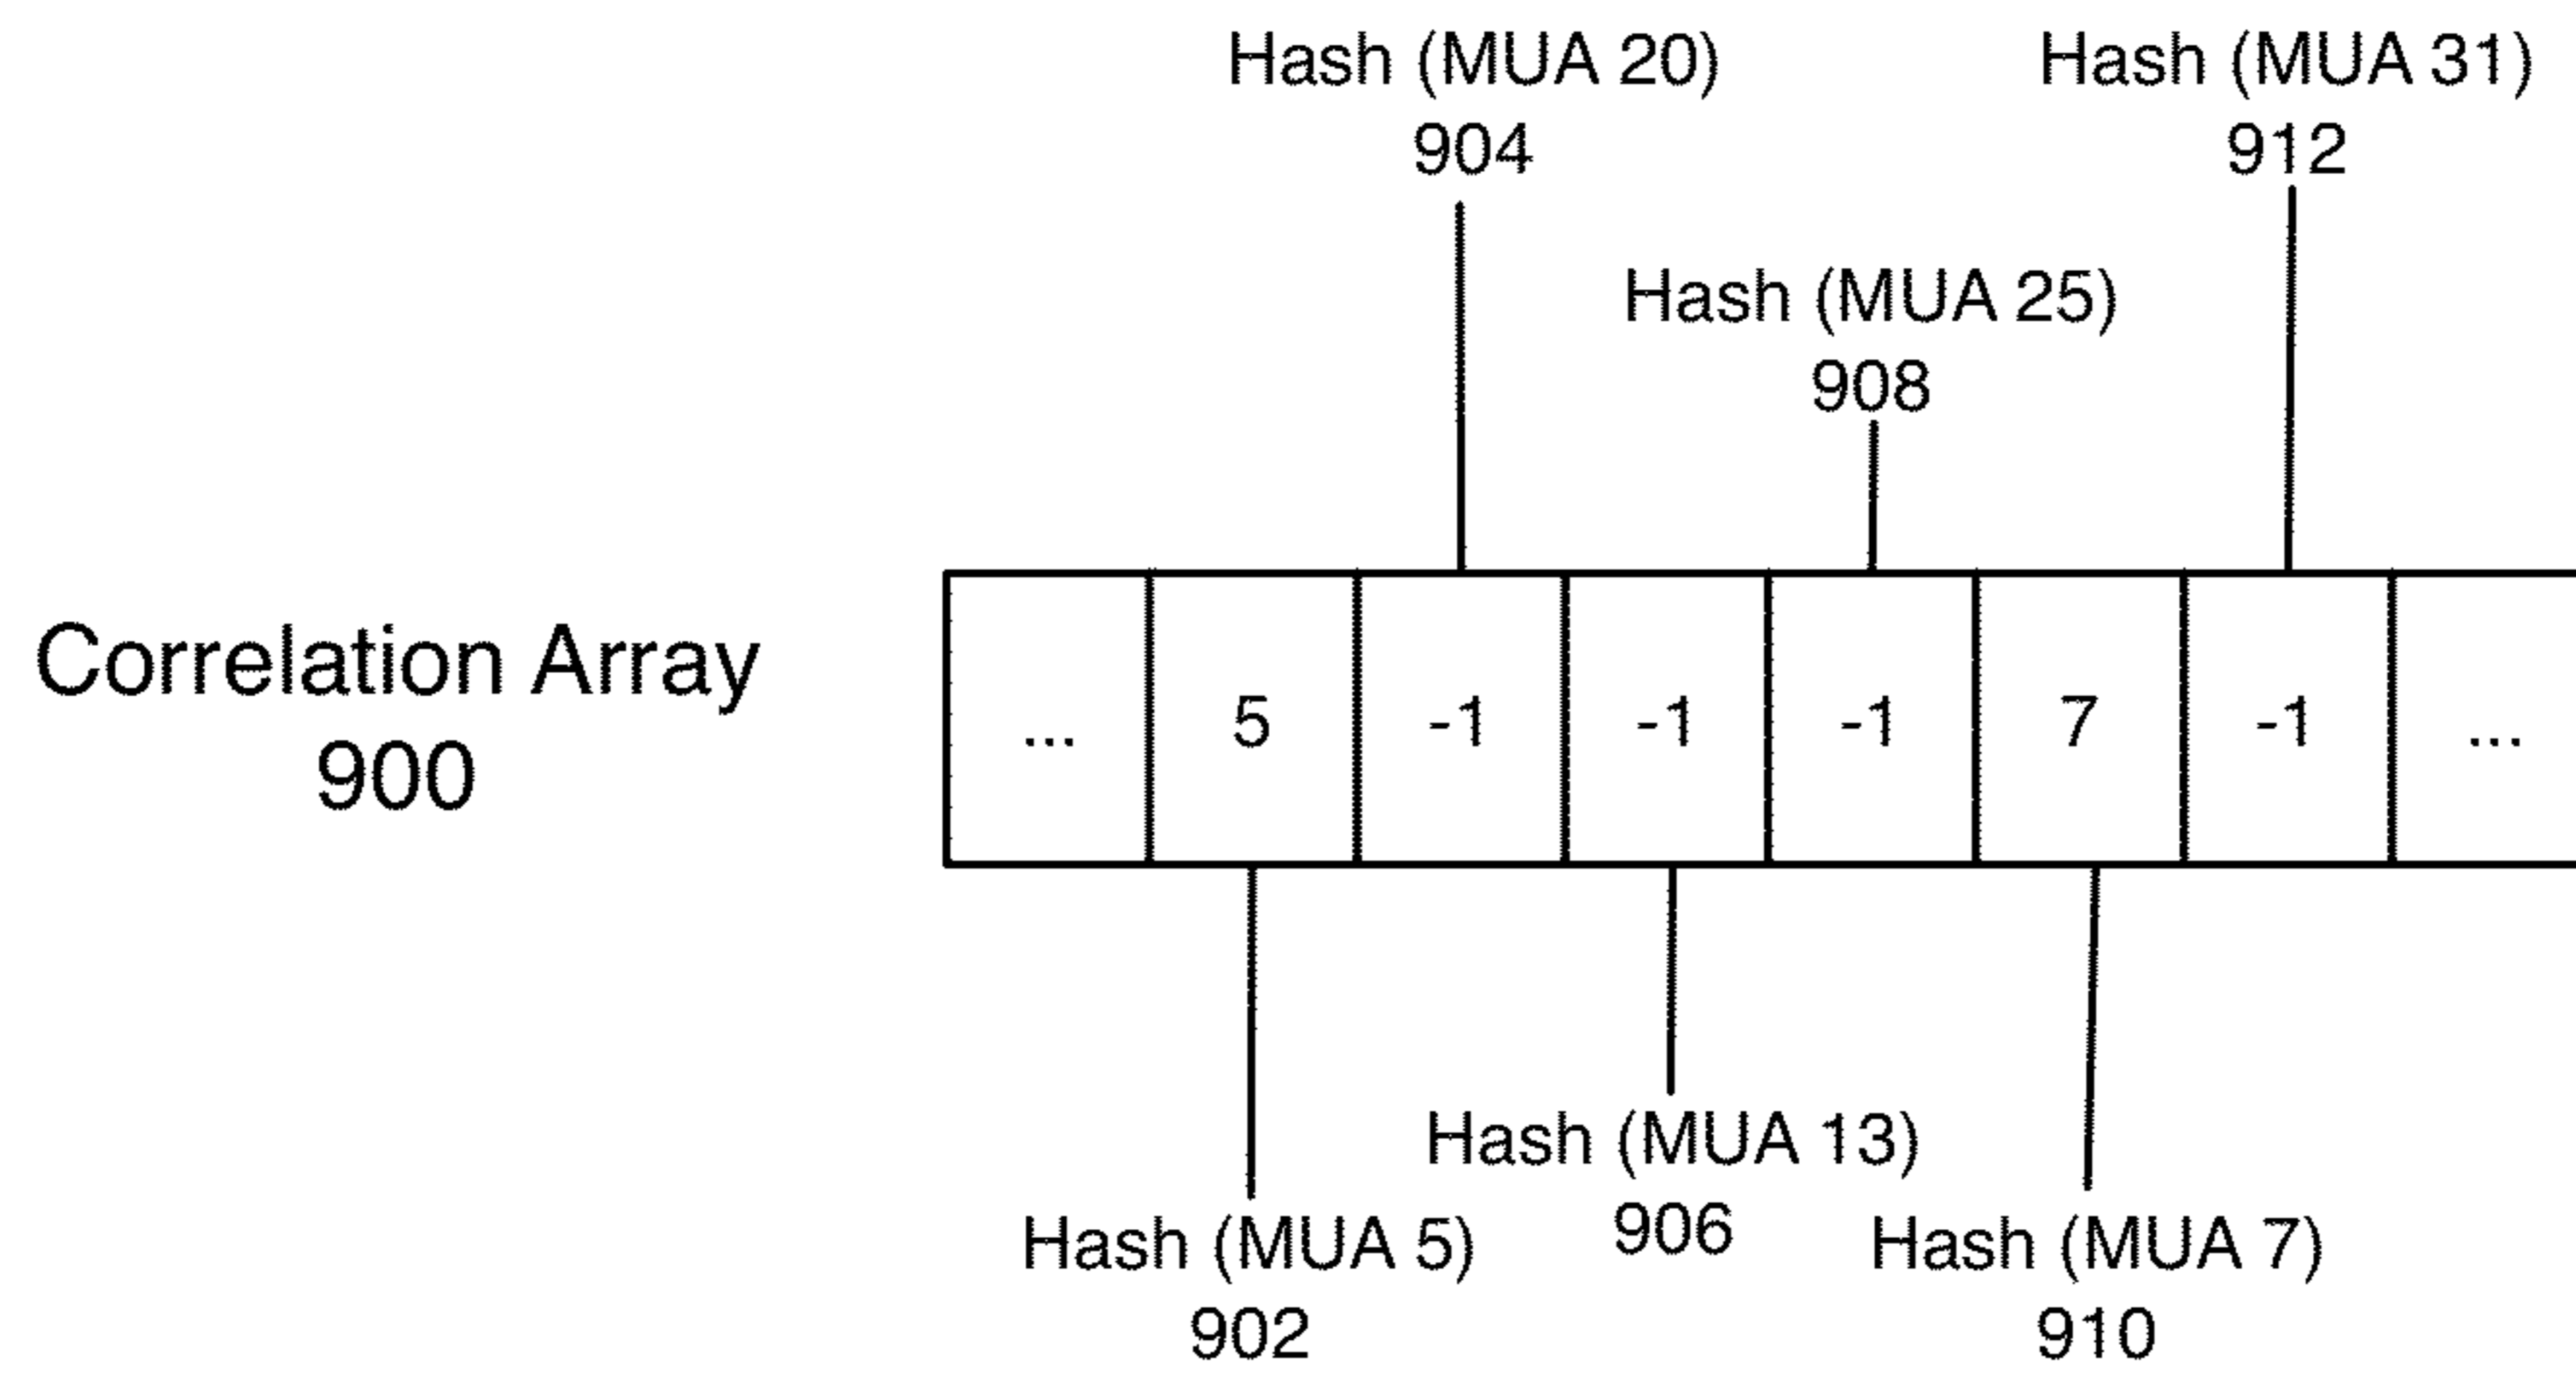 Hash (MUA 20)
904
Hash (MUA 31)
912
Hash (MUA 25)
908
Correlation Array
900
... 5 -1 -1 -1 7 -1 ...
Hash (MUA 13)
906
Hash (MUA 5)
902
Hash (MUA 7)
910